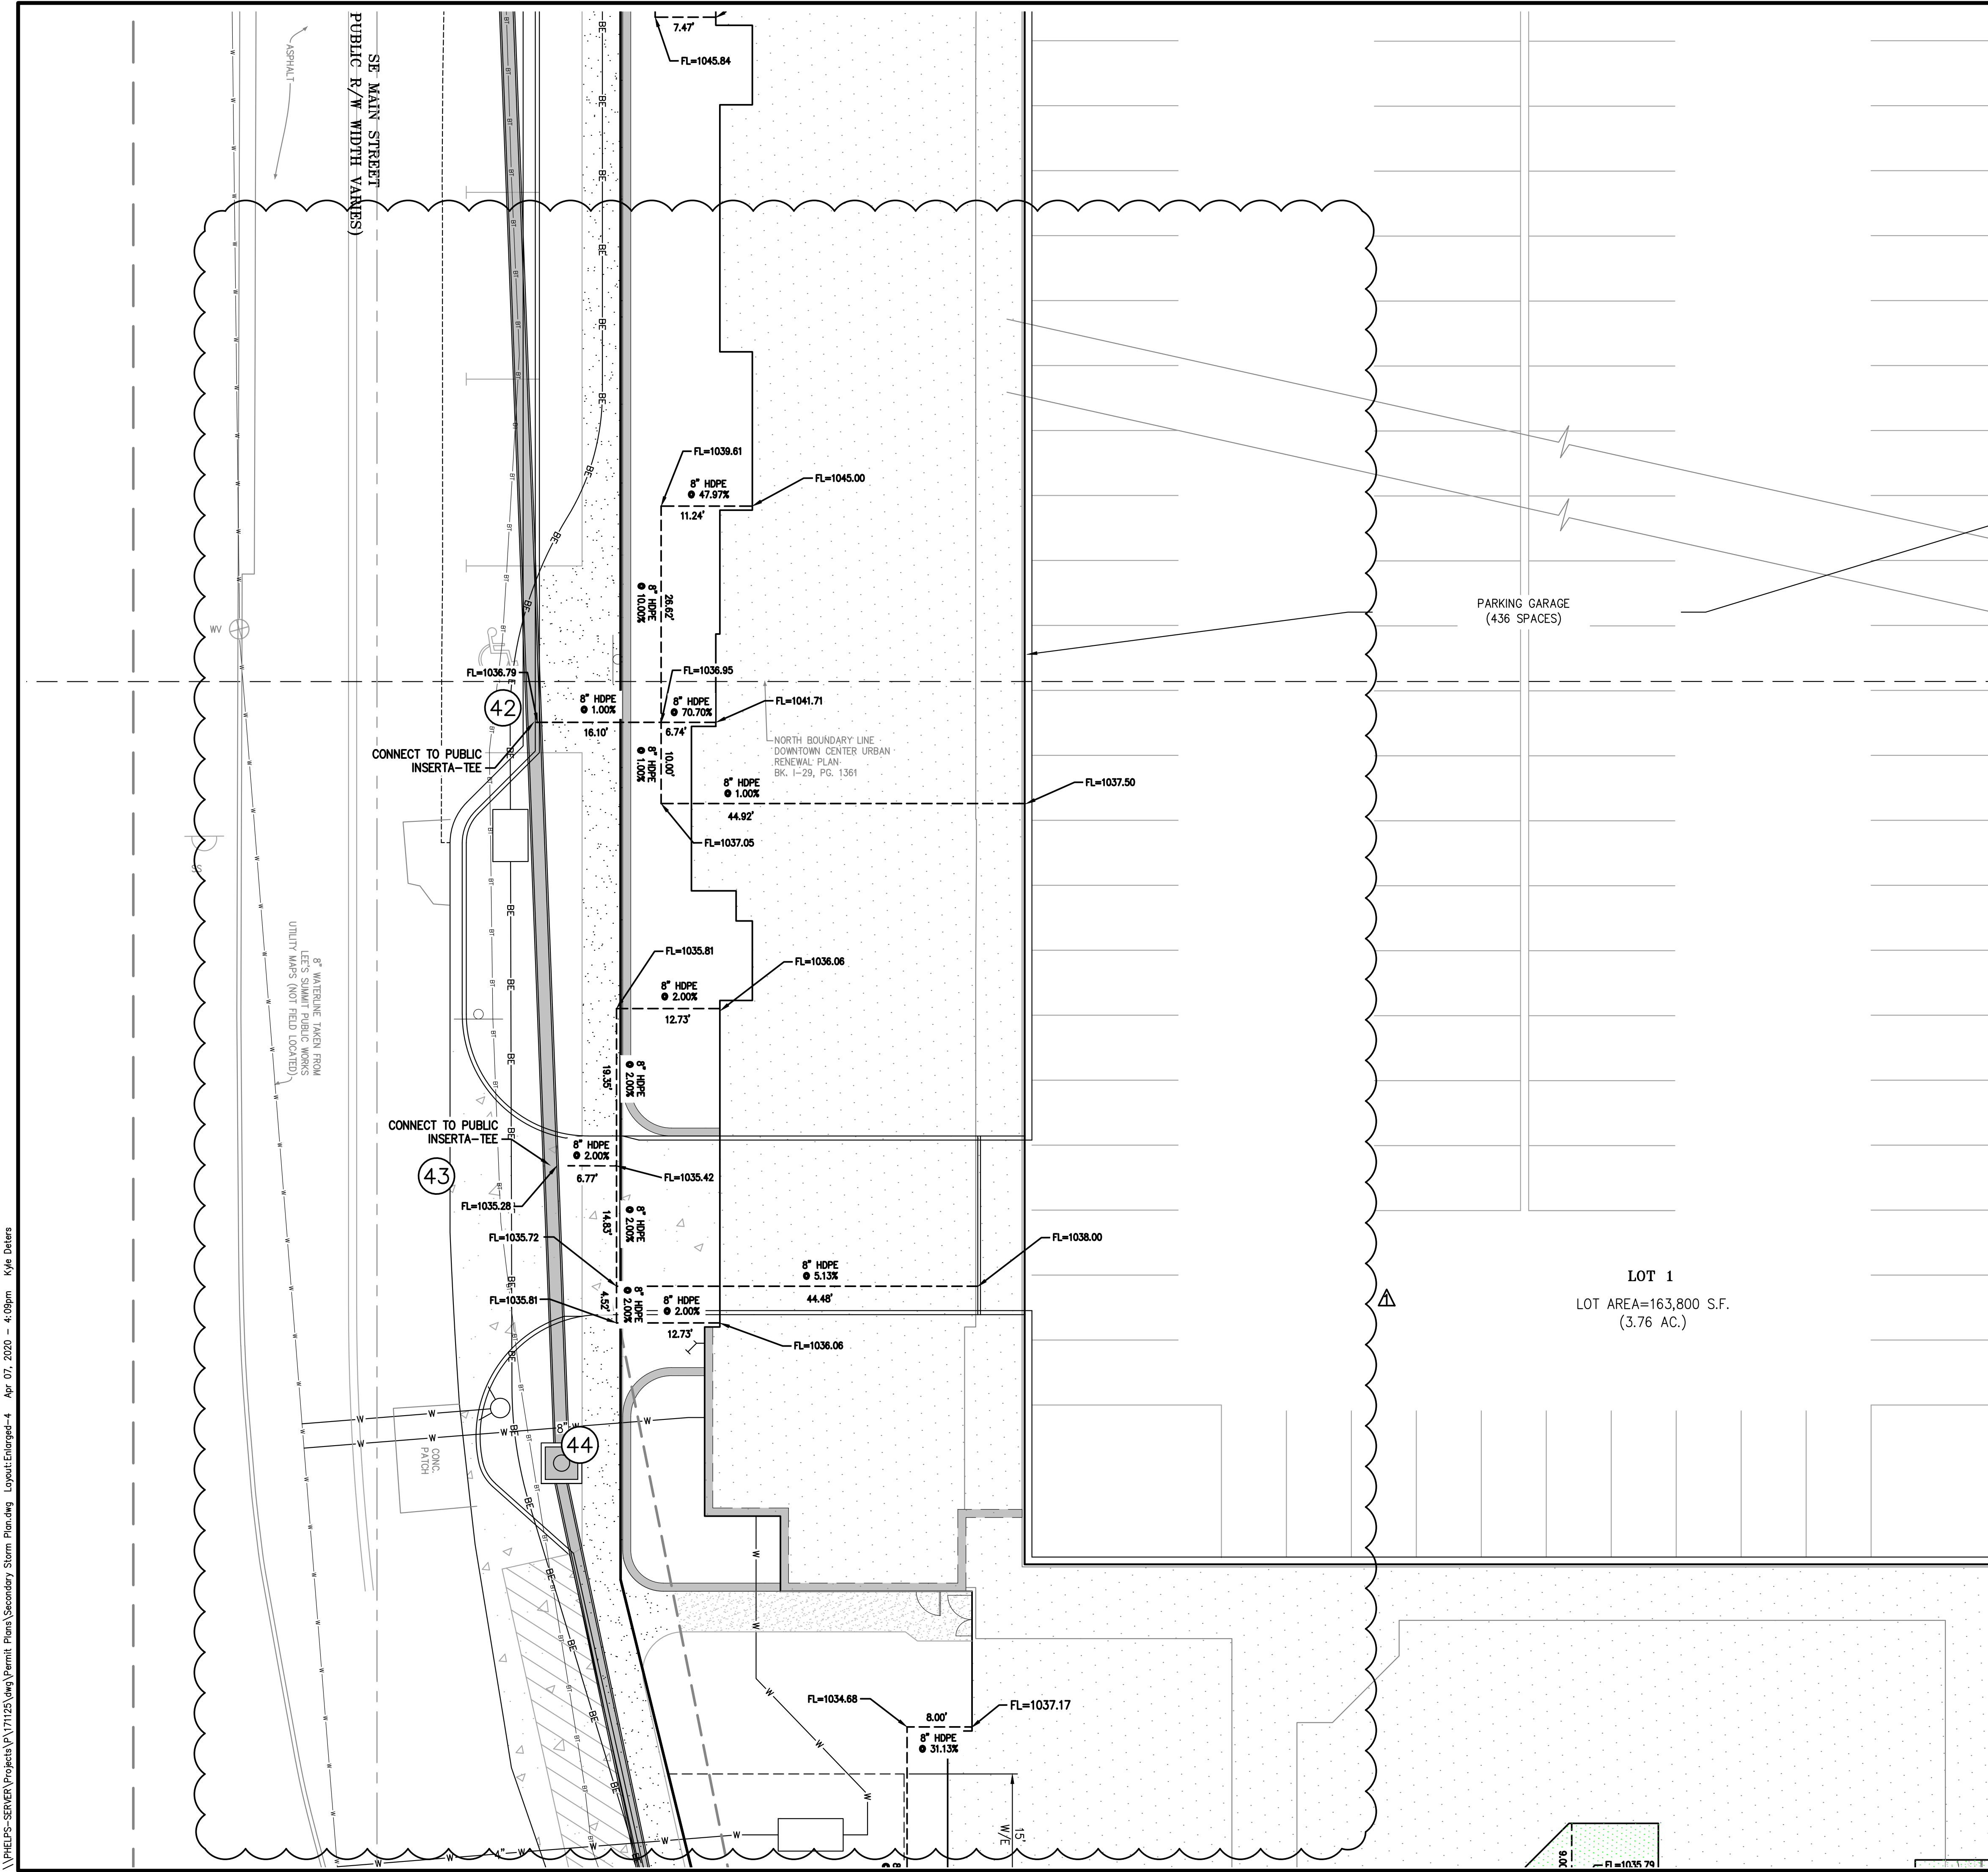 7.47'
FL=1045.84
ASPHALT
SE MAIN STREET
PUBLIC R/W WIDTH VARIES)
FL=1039.61
8" HDPE
@ 47.97%
11.24'
FL=1045.00
8" HDPE
@ 10.00%
26.62'
PARKING GARAGE
(436 SPACES)
WV
FL=1036.79
42
8" HDPE
@ 1.00%
16.10'
FL=1036.95
8" HDPE
@ 70.70%
6.74'
FL=1041.71
CONNECT TO PUBLIC
INSERTA-TEE
8" HDPE
@ 1.00%
10.00'
NORTH BOUNDARY LINE
DOWNTOWN CENTER URBAN
RENEWAL PLAN
BK. I-29, PG. 1361
8" HDPE
@ 1.00%
44.92'
FL=1037.50
FL=1037.05
SS
8" WATERLINE TAKEN FROM
LEE'S SUMMIT PUBLIC WORKS
UTILITY MAPS (NOT FIELD LOCATED)
FL=1035.81
8" HDPE
@ 2.00%
12.73'
FL=1036.06
8" HDPE
@ 2.00%
19.35'
CONNECT TO PUBLIC
INSERTA-TEE
43
8" HDPE
@ 2.00%
6.77'
FL=1035.42
FL=1035.28
8" HDPE
@ 2.00%
14.83'
FL=1035.72
8" HDPE
@ 5.13%
44.48'
FL=1038.00
FL=1035.81
8" HDPE
@ 2.00%
4.52'
8" HDPE
@ 2.00%
12.73'
FL=1036.06
1
LOT 1
LOT AREA=163,800 S.F.
(3.76 AC.)
8" W
44
CONC.
PATCH
FL=1034.68
8.00'
8" HDPE
@ 31.13%
FL=1037.17
15'
W/E
4"
FL=1035.79
\\PHELPS-SERVER\Projects\P\171125\dwg\Permit Plans\Secondary Storm Plan.dwg Layout:Enlarged-4 Apr 07, 2020 - 4:09pm Kyle Deters